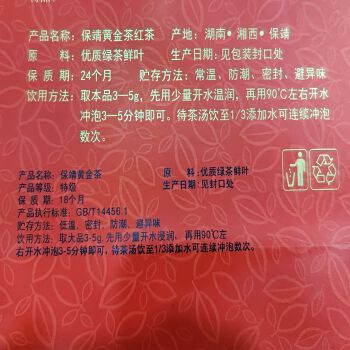 产品名称：保靖黄金茶红茶 产地：湖南•湘西•保靖
原 料：优质绿茶鲜叶 生产日期：见包装封口处
保 质 期：24个月 贮存方法：常温、防潮、密封、避异味
饮用方法：取本品3—5g，先用少量开水温润，再用90℃左右开水
冲泡3—5分钟即可。待茶汤饮至1/3添加水可连续冲泡
数次。
产品名称：保靖黄金茶 原 料：优质绿茶鲜叶
产品等级：特级 生产日期：见封口处
保 质 期：18个月
产品执行标准：GB/T14456.1
贮存方法：低温、密封、防潮、避异味
饮用方法：取大品3-5g,先用少量开水浸润，再用90℃左
右开水冲泡3-5分钟即可，待茶汤饮至1/3添加水可连续冲泡数次。